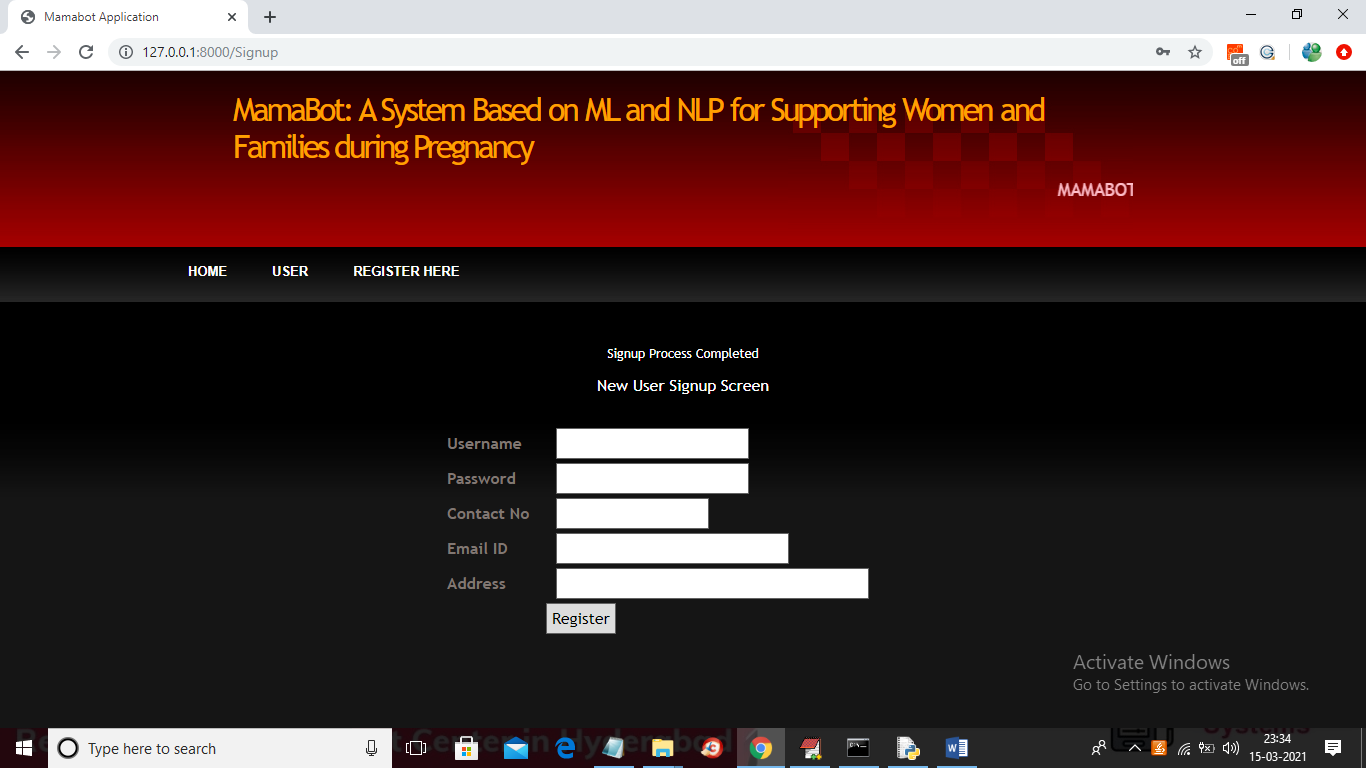 Mamabot Application
127.0.0.1:8000/Signup
off
MamaBot: A System Based on ML and NLP for Supporting Women and
Families during Pregnancy
MAMABOT
HOME USER REGISTER HERE
Signup Process Completed
New User Signup Screen
Username
Password
Contact No
Email ID
Address
Register
Activate Windows
Go to Settings to activate Windows.
Type here to search
23:34
15-03-2021